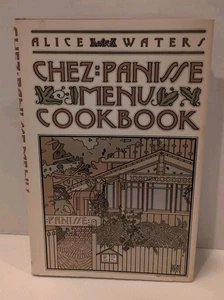 ALICE WATERS
CHEZ PANISSE
MENU
COOKBOOK
PANISSE